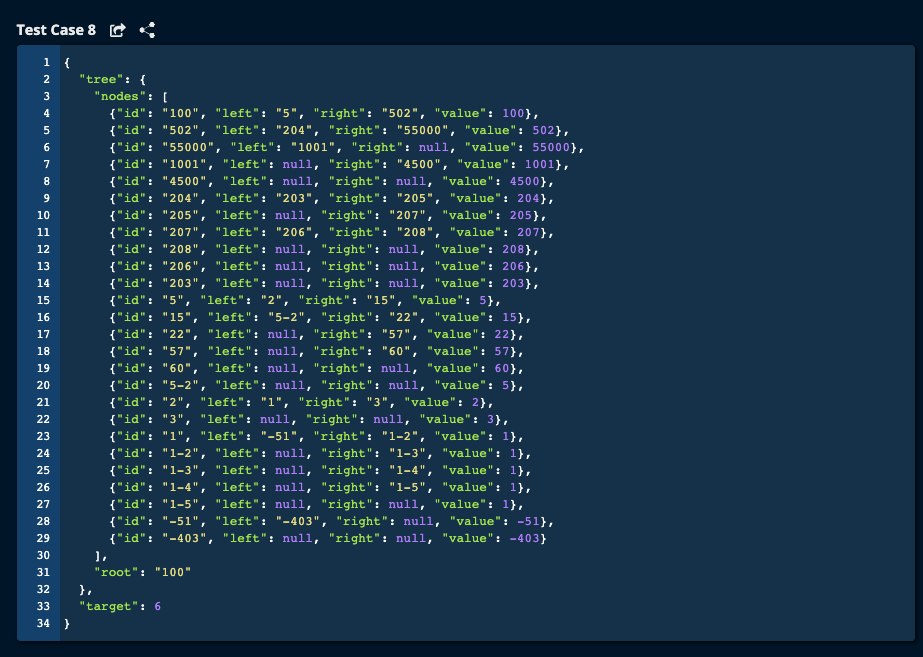 Test Case 8
1 {
2   "tree": {
3     "nodes": [
4       {"id": "100", "left": "5", "right": "502", "value": 100},
5       {"id": "502", "left": "204", "right": "55000", "value": 502},
6       {"id": "55000", "left": "1001", "right": null, "value": 55000},
7       {"id": "1001", "left": null, "right": "4500", "value": 1001},
8       {"id": "4500", "left": null, "right": null, "value": 4500},
9       {"id": "204", "left": "203", "right": "205", "value": 204},
10       {"id": "205", "left": null, "right": "207", "value": 205},
11       {"id": "207", "left": "206", "right": "208", "value": 207},
12       {"id": "208", "left": null, "right": null, "value": 208},
13       {"id": "206", "left": null, "right": null, "value": 206},
14       {"id": "203", "left": null, "right": null, "value": 203},
15       {"id": "5", "left": "2", "right": "15", "value": 5},
16       {"id": "15", "left": "5-2", "right": "22", "value": 15},
17       {"id": "22", "left": null, "right": "57", "value": 22},
18       {"id": "57", "left": null, "right": "60", "value": 57},
19       {"id": "60", "left": null, "right": null, "value": 60},
20       {"id": "5-2", "left": null, "right": null, "value": 5},
21       {"id": "2", "left": "1", "right": "3", "value": 2},
22       {"id": "3", "left": null, "right": null, "value": 3},
23       {"id": "1", "left": "-51", "right": "1-2", "value": 1},
24       {"id": "1-2", "left": null, "right": "1-3", "value": 1},
25       {"id": "1-3", "left": null, "right": "1-4", "value": 1},
26       {"id": "1-4", "left": null, "right": "1-5", "value": 1},
27       {"id": "1-5", "left": null, "right": null, "value": 1},
28       {"id": "-51", "left": "-403", "right": null, "value": -51},
29       {"id": "-403", "left": null, "right": null, "value": -403}
30     ],
31     "root": "100"
32   },
33   "target": 6
34 }